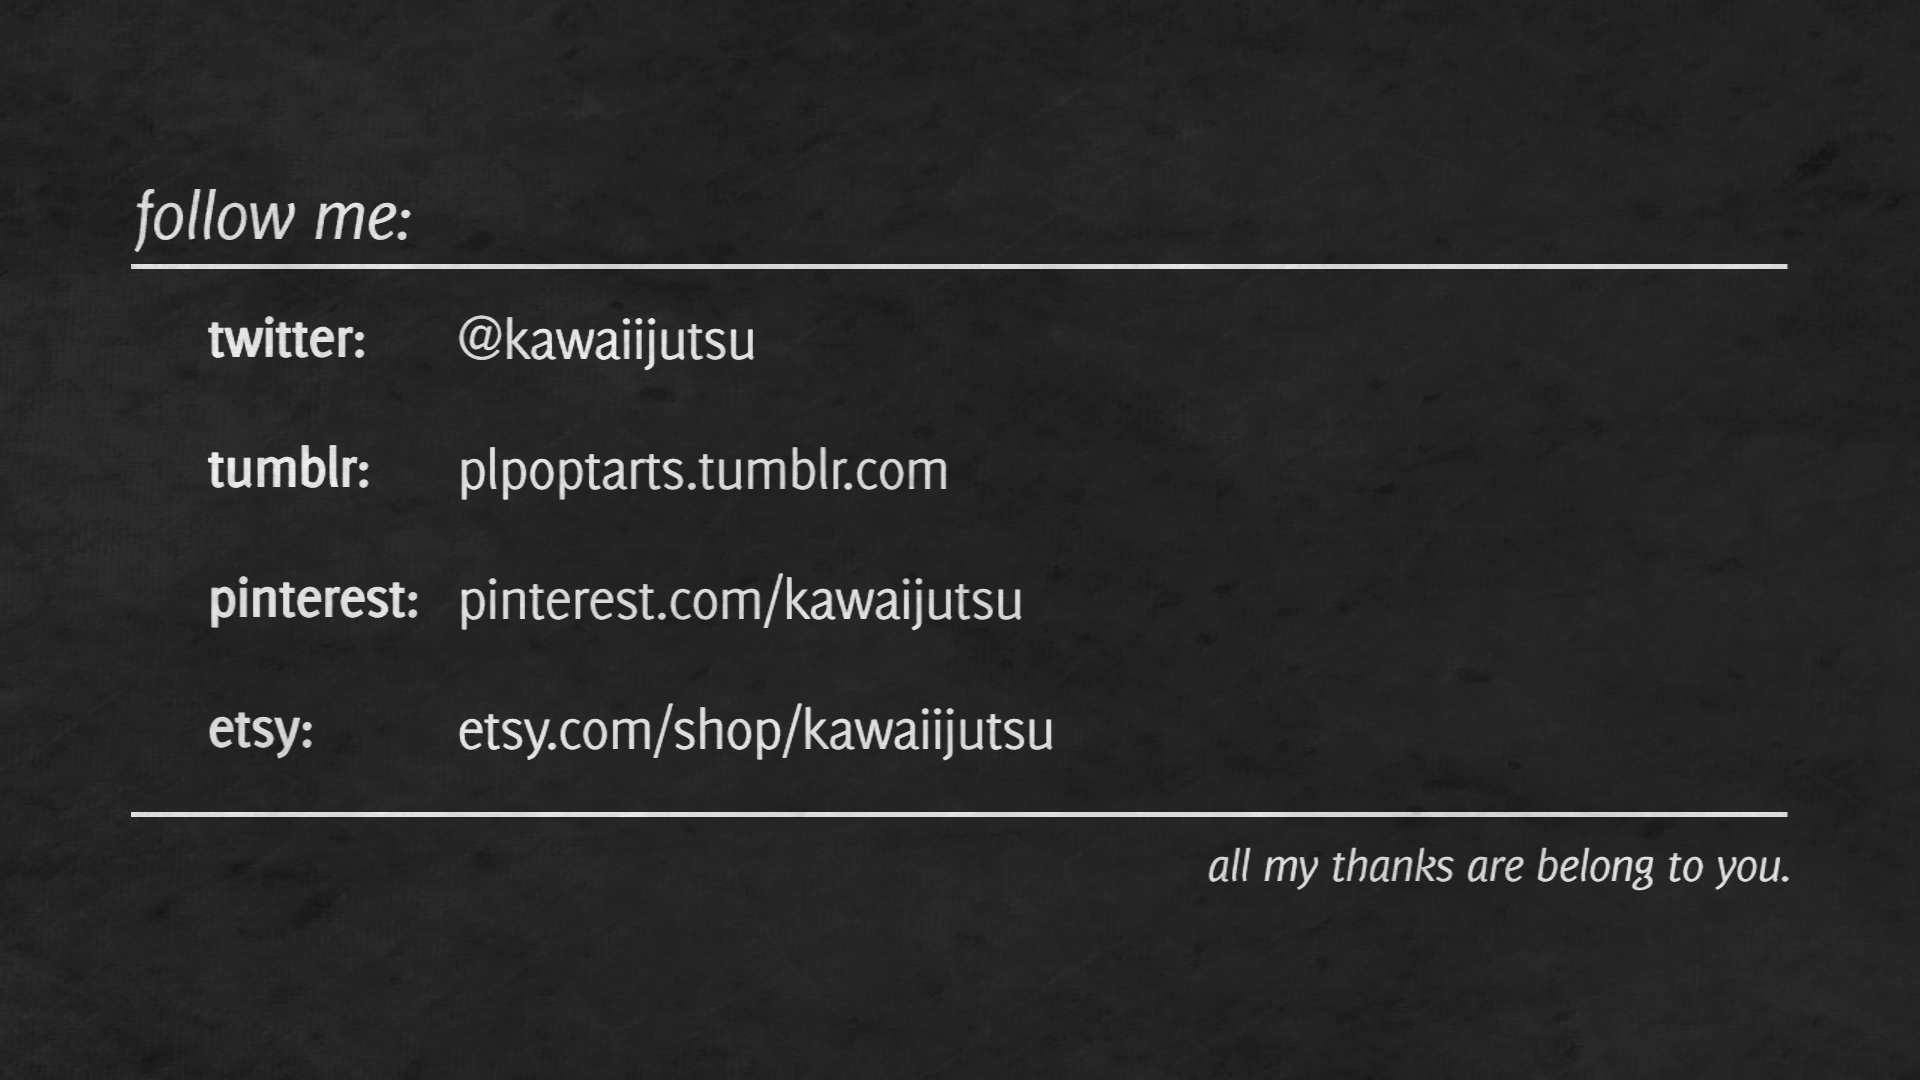 follow me:
twitter: @kawaiijutsu
tumblr: plpoptarts.tumblr.com
pinterest: pinterest.com/kawaijutsu
etsy: etsy.com/shop/kawaiijutsu
all my thanks are belong to you.